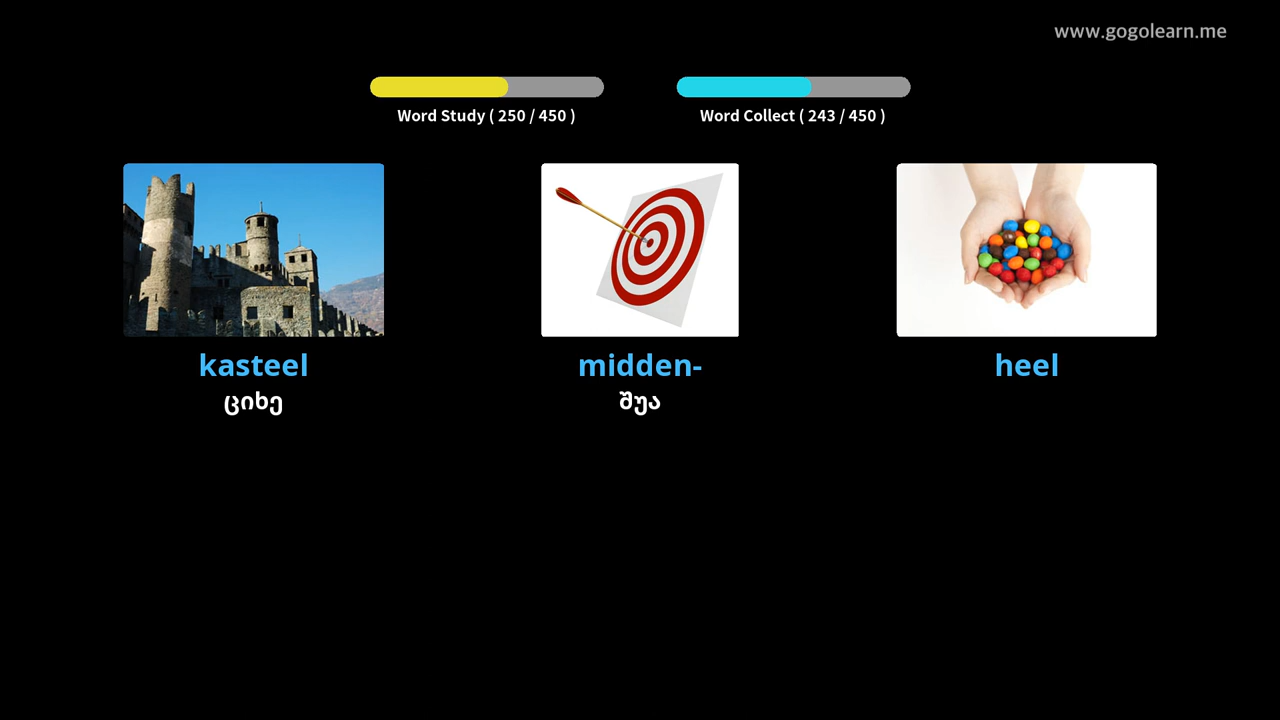 www.gogolearn.me
Word Study ( 250 / 450 )
Word Collect ( 243 / 450 )
kasteel
ციხე
midden-
შუა
heel